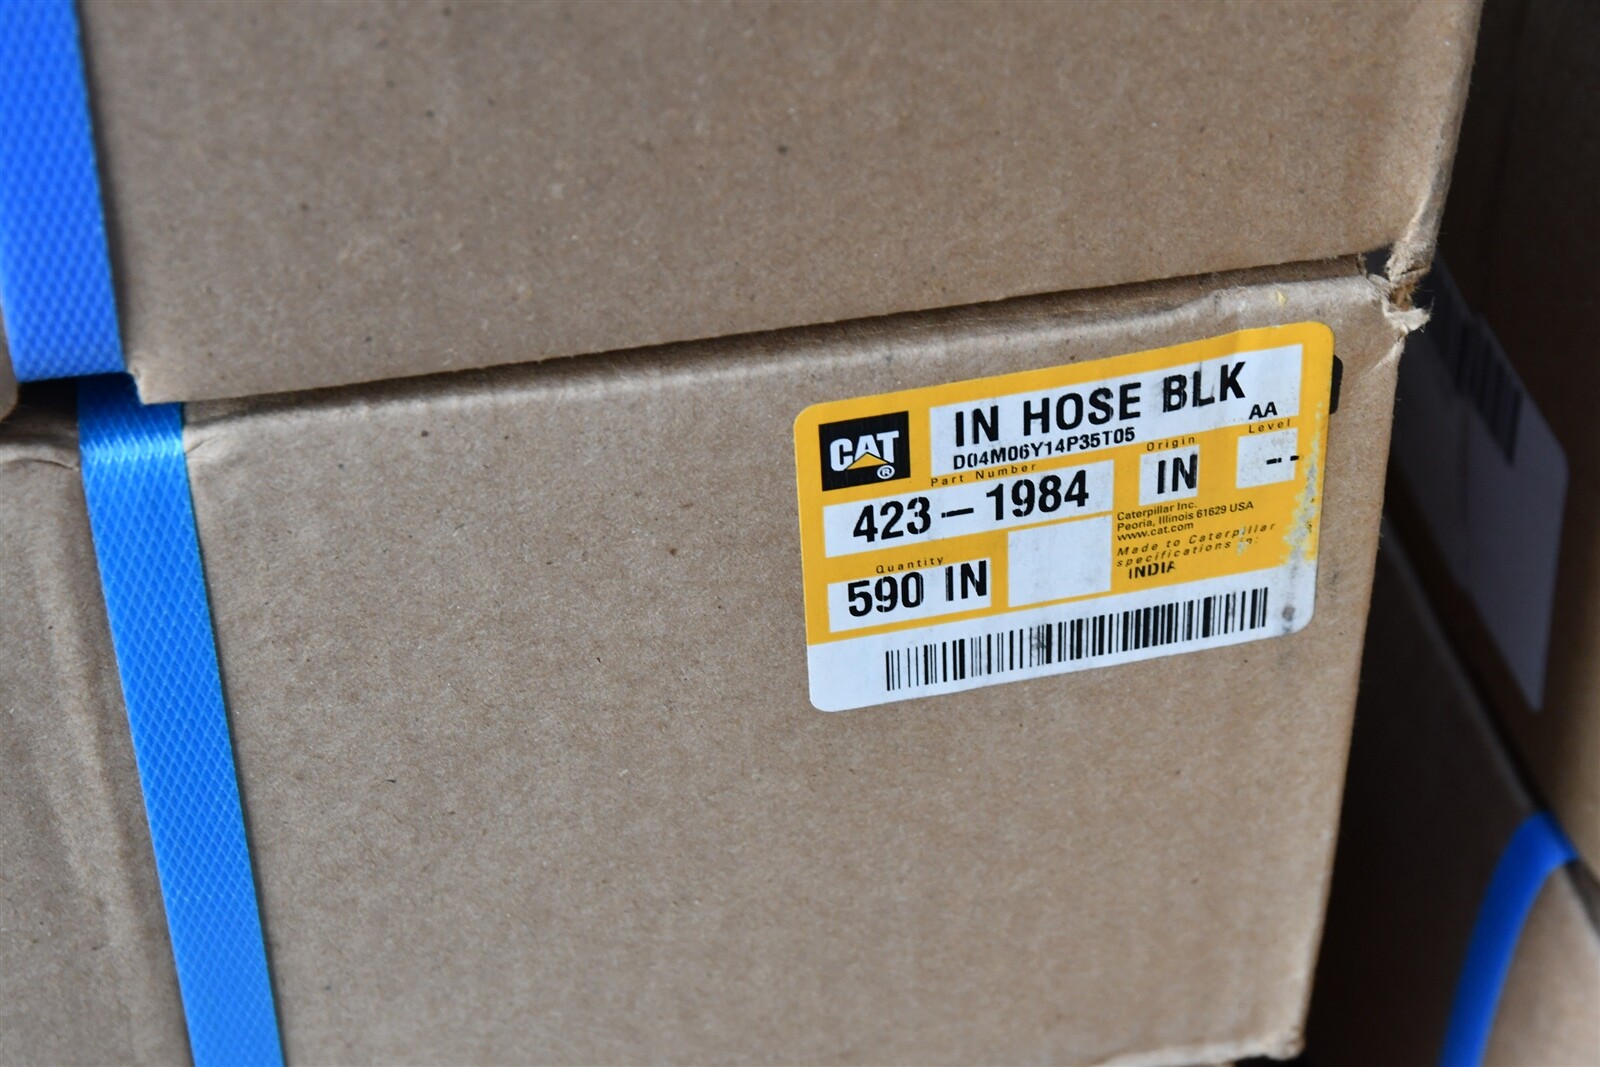 CAT®
IN HOSE BLK
D04M06Y14P35T05
AA
Part Number
Origin
Level
423-1984
IN
--
Caterpillar Inc.
Peoria, Illinois 61629 USA
www.cat.com
Made to Caterpillar
specifications in:
INDIA
Quantity
590 IN